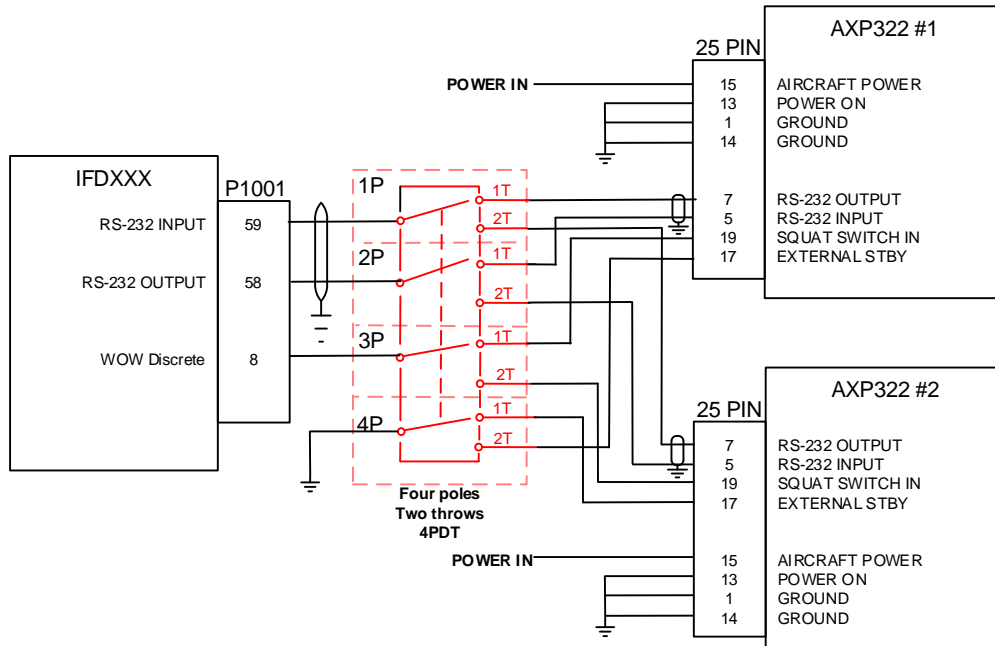 AXP322 #1
25 PIN
POWER IN
15 AIRCRAFT POWER
13 POWER ON
1 GROUND
14 GROUND
7 RS-232 OUTPUT
5 RS-232 INPUT
19 SQUAT SWITCH IN
17 EXTERNAL STBY
IFDXXX
P1001
RS-232 INPUT 59
RS-232 OUTPUT 58
WOW Discrete 8
1P
1T
2T
2P
1T
2T
3P
1T
2T
4P
1T
2T
Four poles
Two throws
4PDT
AXP322 #2
25 PIN
7 RS-232 OUTPUT
5 RS-232 INPUT
19 SQUAT SWITCH IN
17 EXTERNAL STBY
POWER IN
15 AIRCRAFT POWER
13 POWER ON
1 GROUND
14 GROUND